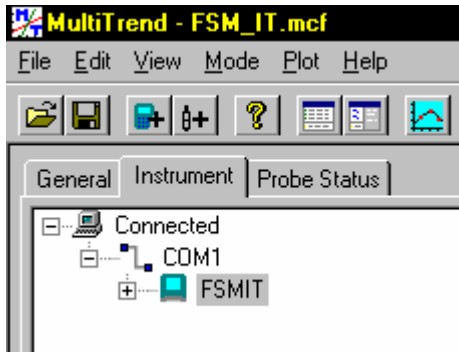 MultiTrend - FSM_IT.mcf
File Edit View Mode Plot Help
General Instrument Probe Status
Connected
COM1
FSMIT